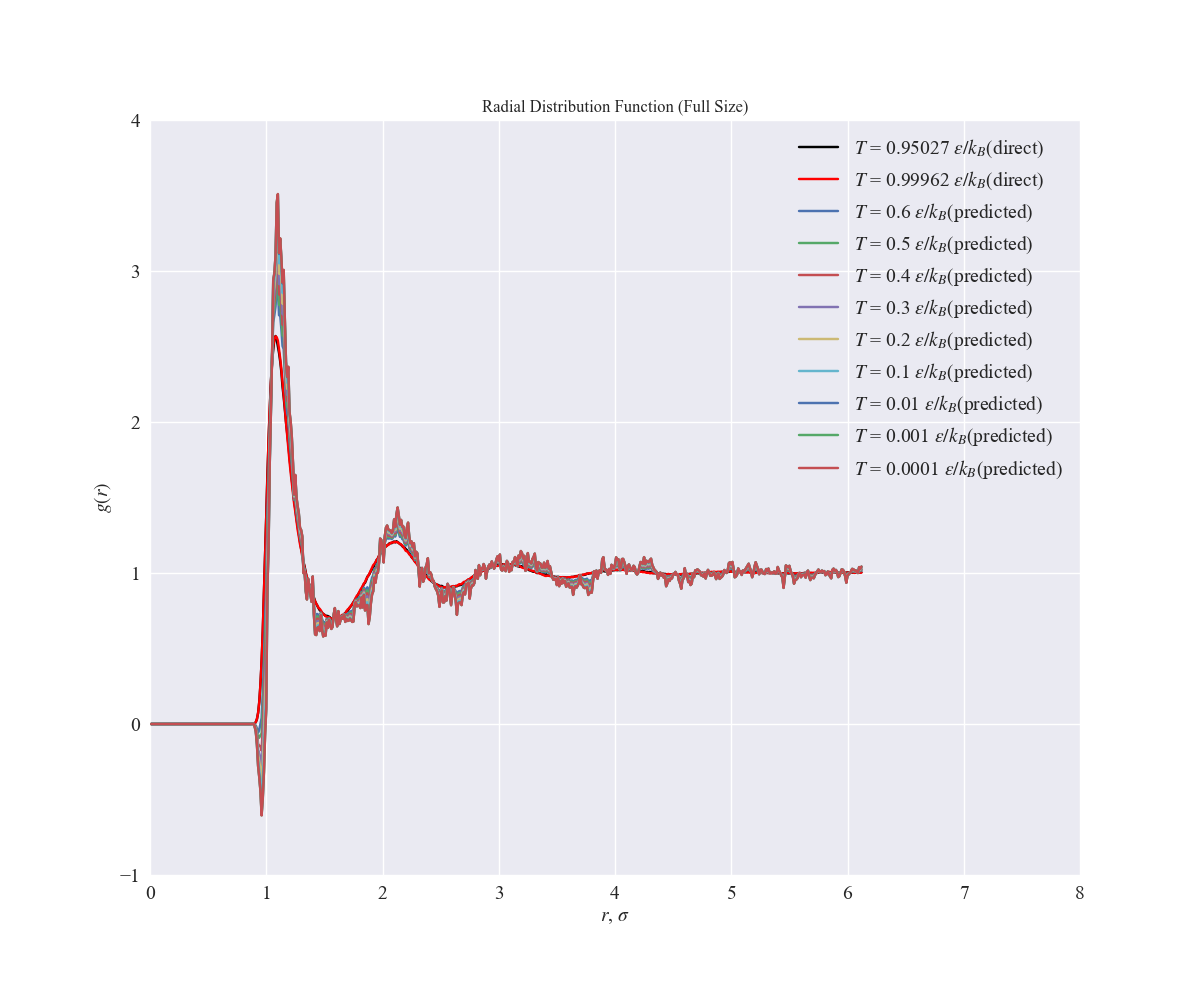 Radial Distribution Function (Full Size)
4
3
2
1
0
−1
g(r)
T = 0.95027 ε/k_B(direct)
T = 0.99962 ε/k_B(direct)
T = 0.6 ε/k_B(predicted)
T = 0.5 ε/k_B(predicted)
T = 0.4 ε/k_B(predicted)
T = 0.3 ε/k_B(predicted)
T = 0.2 ε/k_B(predicted)
T = 0.1 ε/k_B(predicted)
T = 0.01 ε/k_B(predicted)
T = 0.001 ε/k_B(predicted)
T = 0.0001 ε/k_B(predicted)
0 1 2 3 4 5 6 7 8
r, σ